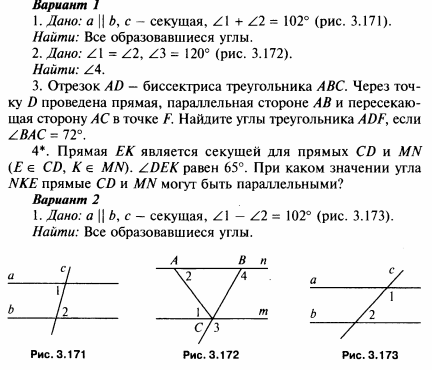 Вариант 1
1. Дано: a || b, c – секущая, ∠1 + ∠2 = 102° (рис. 3.171).
Найти: Все образовавшиеся углы.
2. Дано: ∠1 = ∠2, ∠3 = 120° (рис. 3.172).
Найти: ∠4.
3. Отрезок AD – биссектриса треугольника ABC. Через точ-
ку D проведена прямая, параллельная стороне AB и пересекаю-
щая сторону AC в точке F. Найдите углы треугольника ADF, если
∠BAC = 72°.
4*. Прямая EK является секущей для прямых CD и MN
(E ∈ CD, K ∈ MN). ∠DEK равен 65°. При каком значении угла
NKE прямые CD и MN могут быть параллельными?
Вариант 2
1. Дано: a || b, c – секущая, ∠1 – ∠2 = 102° (рис. 3.173).
Найти: Все образовавшиеся углы.
c
a
1
b
2
Рис. 3.171
A B n
2 4
1 m
C 3
Рис. 3.172
c
a
1
b
2
Рис. 3.173